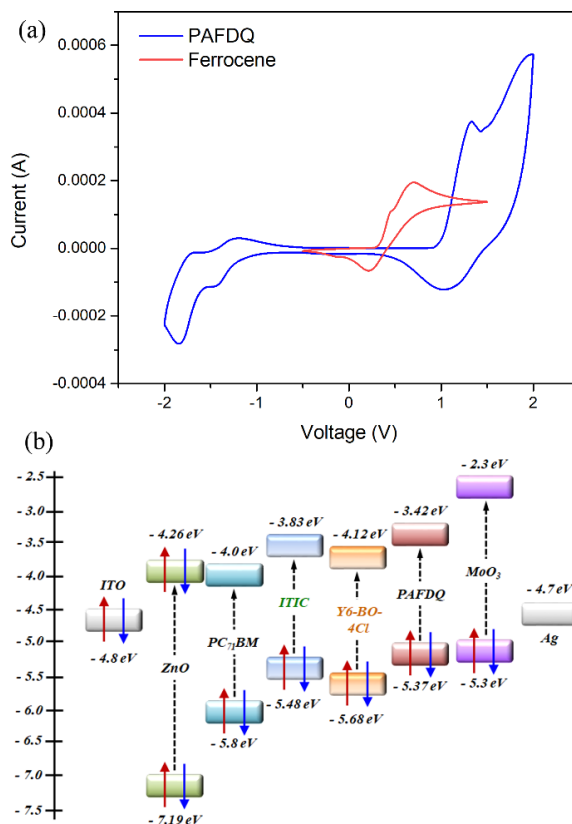 (a)
PAFDQ
Ferrocene
0.0006
0.0004
0.0002
0.0000
-0.0002
-0.0004
Current (A)
-2
-1
0
1
2
Voltage (V)
(b)
- 2.5
- 3.0
- 3.5
- 4.0
- 4.5
- 5.0
- 5.5
- 6.0
- 6.5
- 7.0
- 7.5
ITO
- 4.8 eV
- 4.26 eV
ZnO
- 7.19 eV
- 4.0 eV
PC71BM
- 5.8 eV
- 3.83 eV
ITIC
- 5.48 eV
- 4.12 eV
Y6-BO-
4Cl
- 5.68 eV
- 3.42 eV
PAFDQ
- 5.37 eV
- 2.3 eV
MoO3
- 5.3 eV
- 4.7 eV
Ag